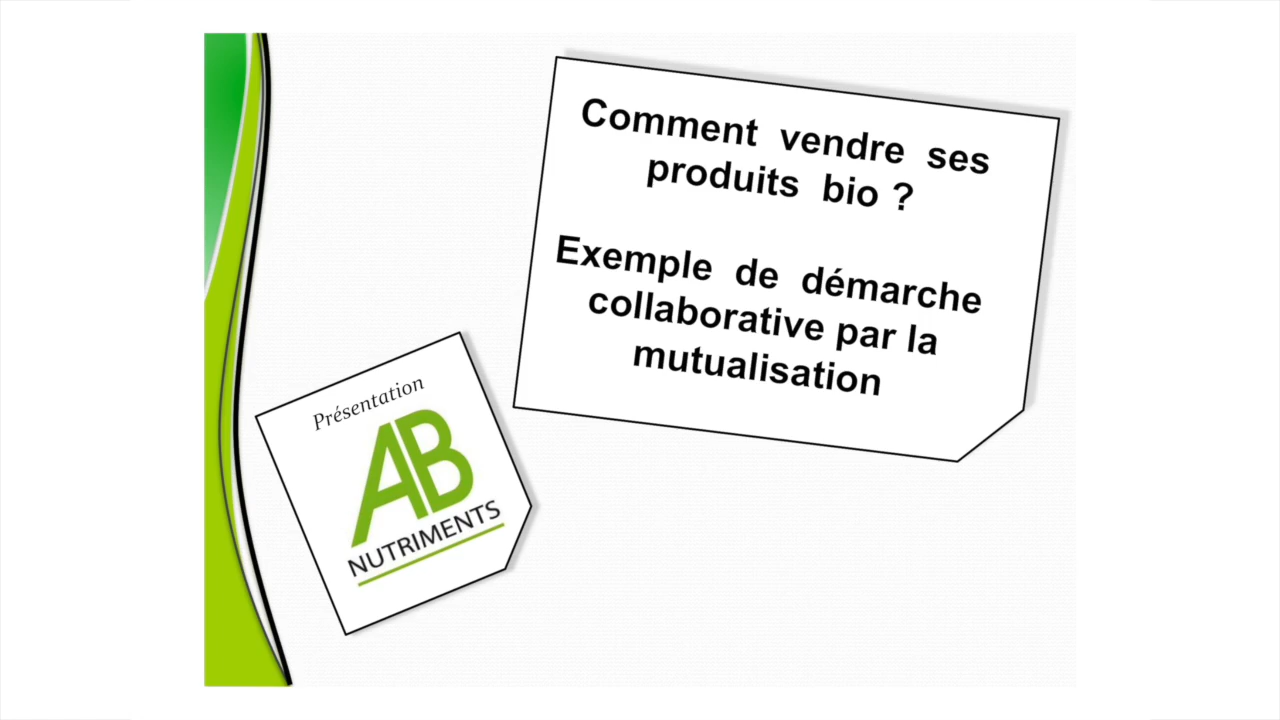 Comment vendre ses
produits bio ?
Exemple de démarche
collaborative par la
mutualisation
Présentation
AB
NUTRIMENTS